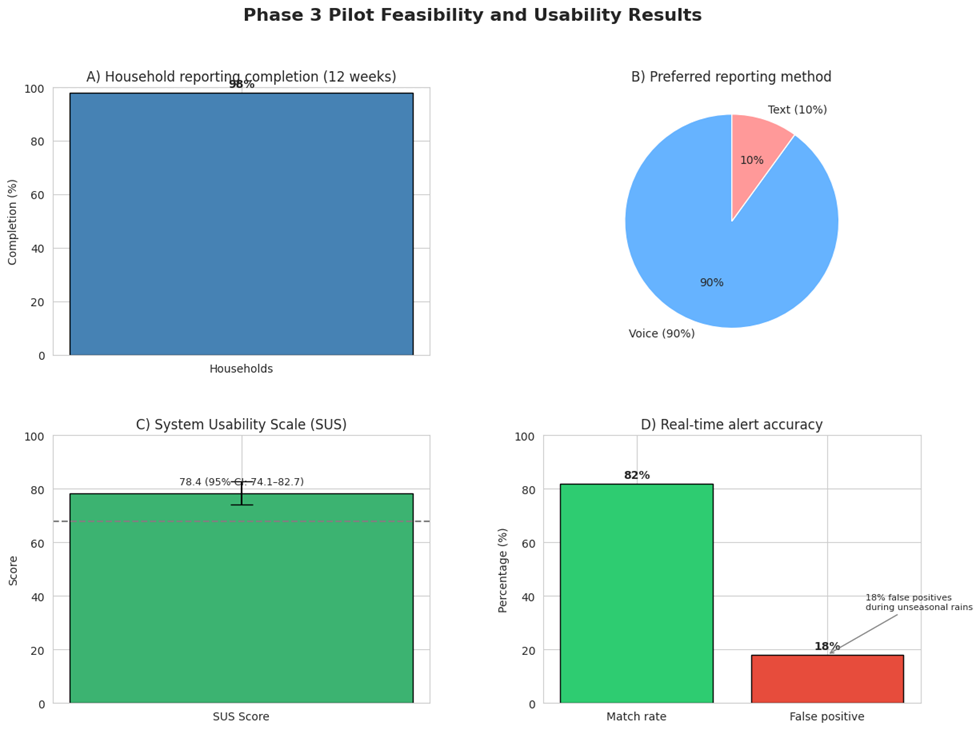 Phase 3 Pilot Feasibility and Usability Results
A) Household reporting completion (12 weeks)
98%
100
80
60
40
20
0
Completion (%)
Households
B) Preferred reporting method
Text (10%)
10%
90%
Voice (90%)
C) System Usability Scale (SUS)
100
80
60
40
20
0
Score
78.4 (95% CI: 74.1–82.7)
SUS Score
D) Real-time alert accuracy
100
80
60
40
20
0
Percentage (%)
82%
18% false positives
during unseasonal rains
18%
Match rate
False positive